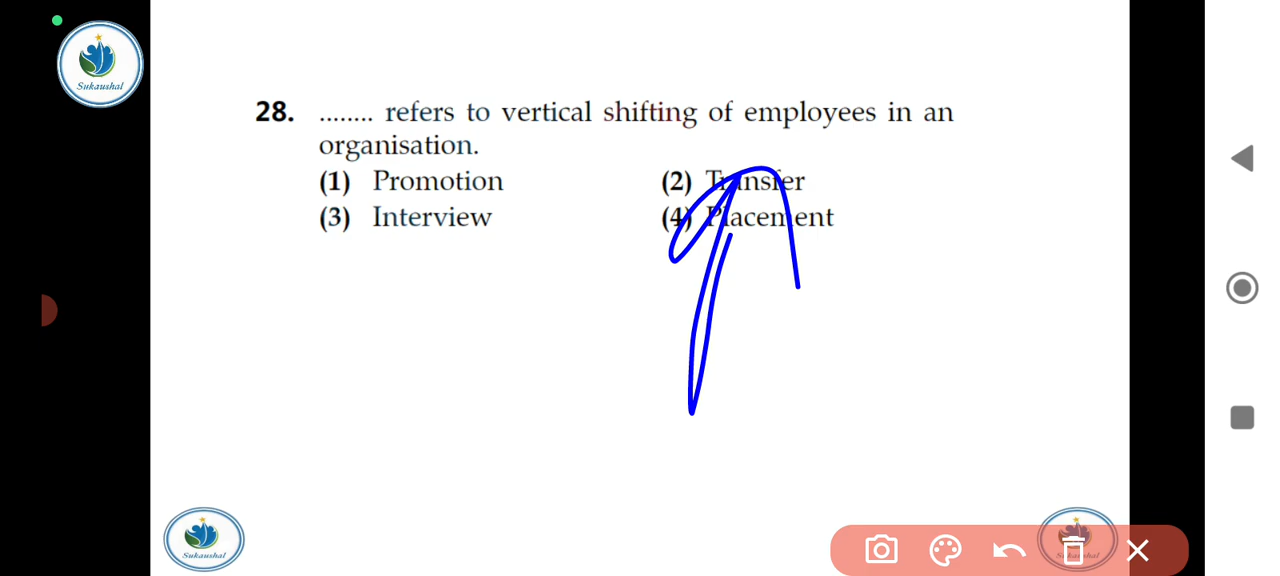 Sukaushal
28. ........ refers to vertical shifting of employees in an
organisation.
(1) Promotion (2) Transfer
(3) Interview (4) Placement
Sukaushal
Sukaushal